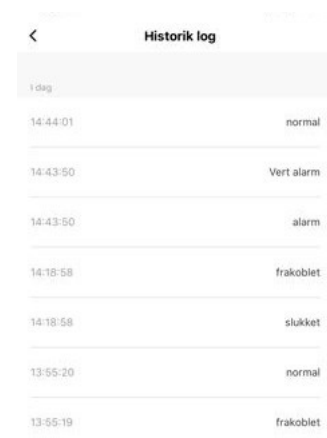 Historik log
I dag
14:44:01 normal
14:43:50 Vert alarm
14:43:50 alarm
14:18:58 frakoblet
14:18:58 slukket
13:55:20 normal
13:55:19 frakoblet